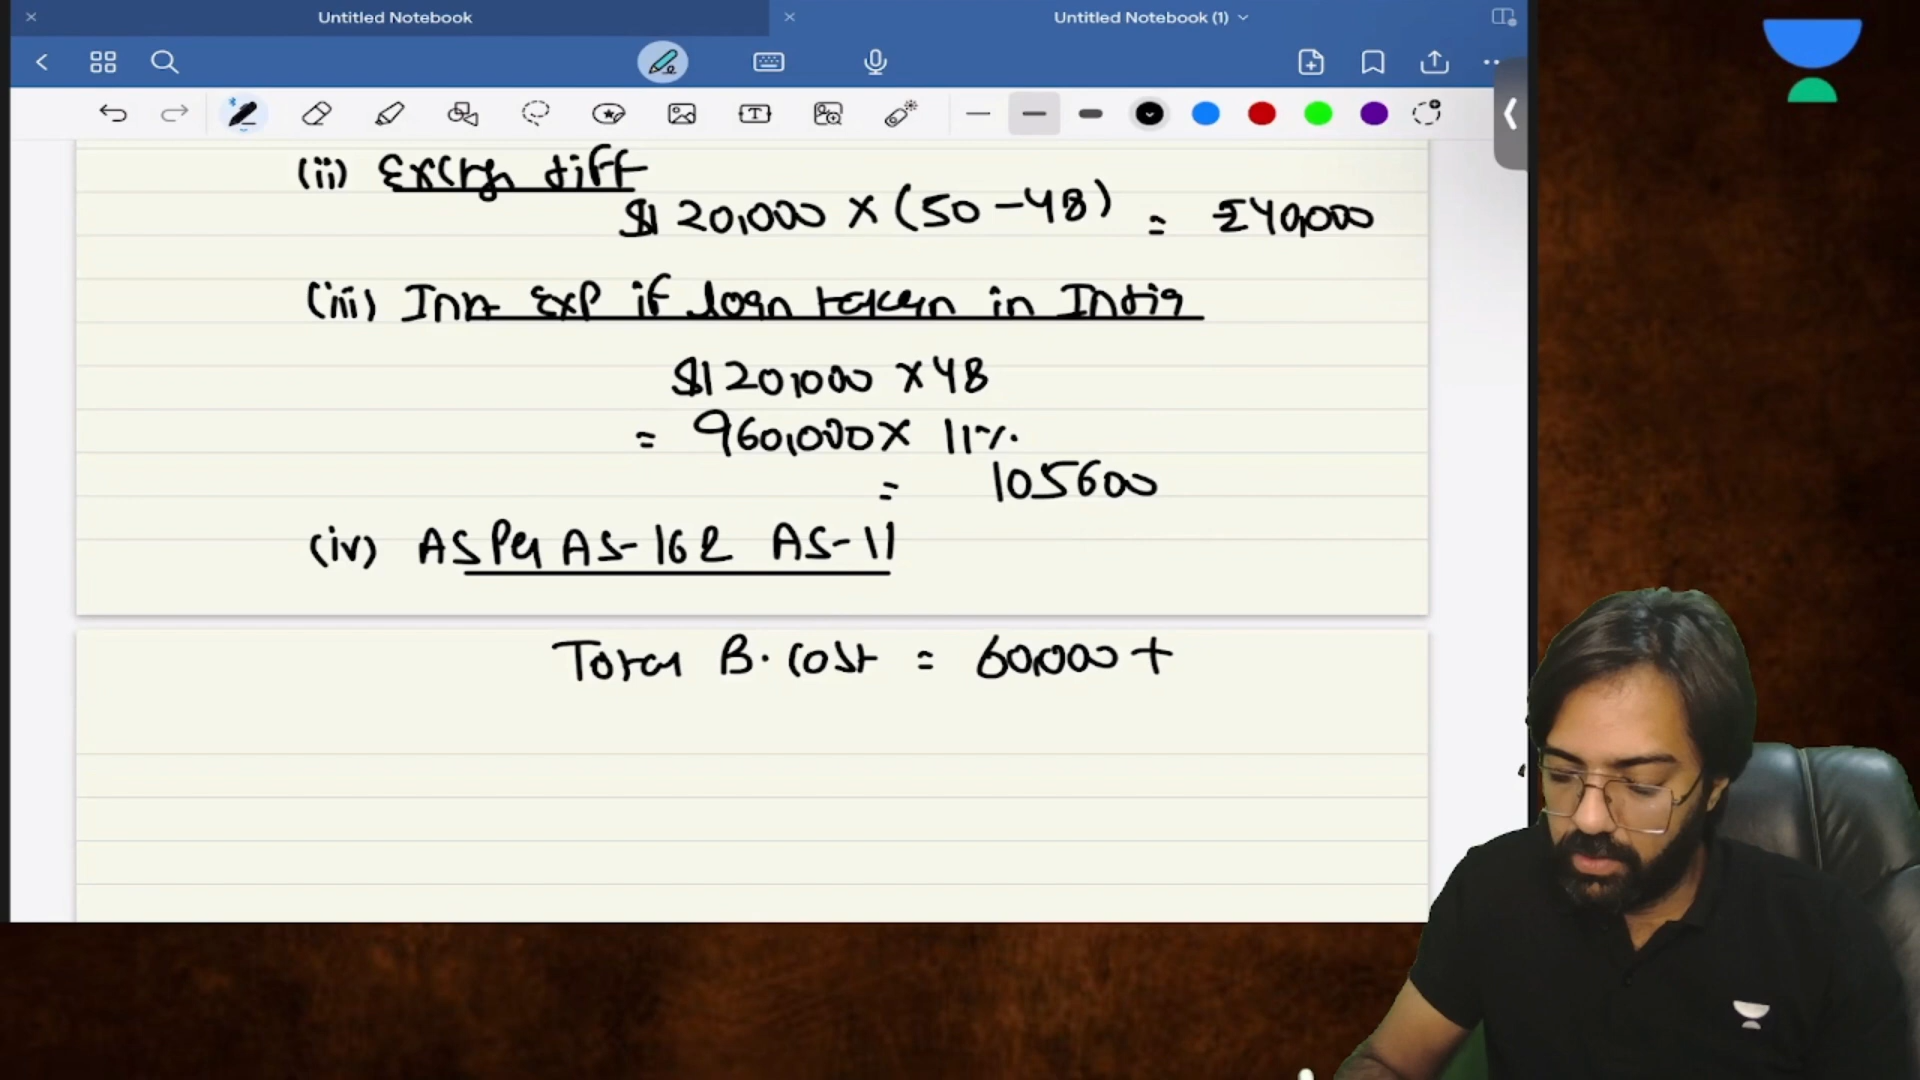 Untitled Notebook
Untitled Notebook (1)
(ii) Exchg diff
$ 20,000 × (50 - 48) = ₹40,000
(iii) Intt Exp if loan taken in India
$ 20,000 × 48
= 960,000 × 11%
= 105600
(iv) AS Per AS-16 & AS-11
Total B. Cost = 60,000 +